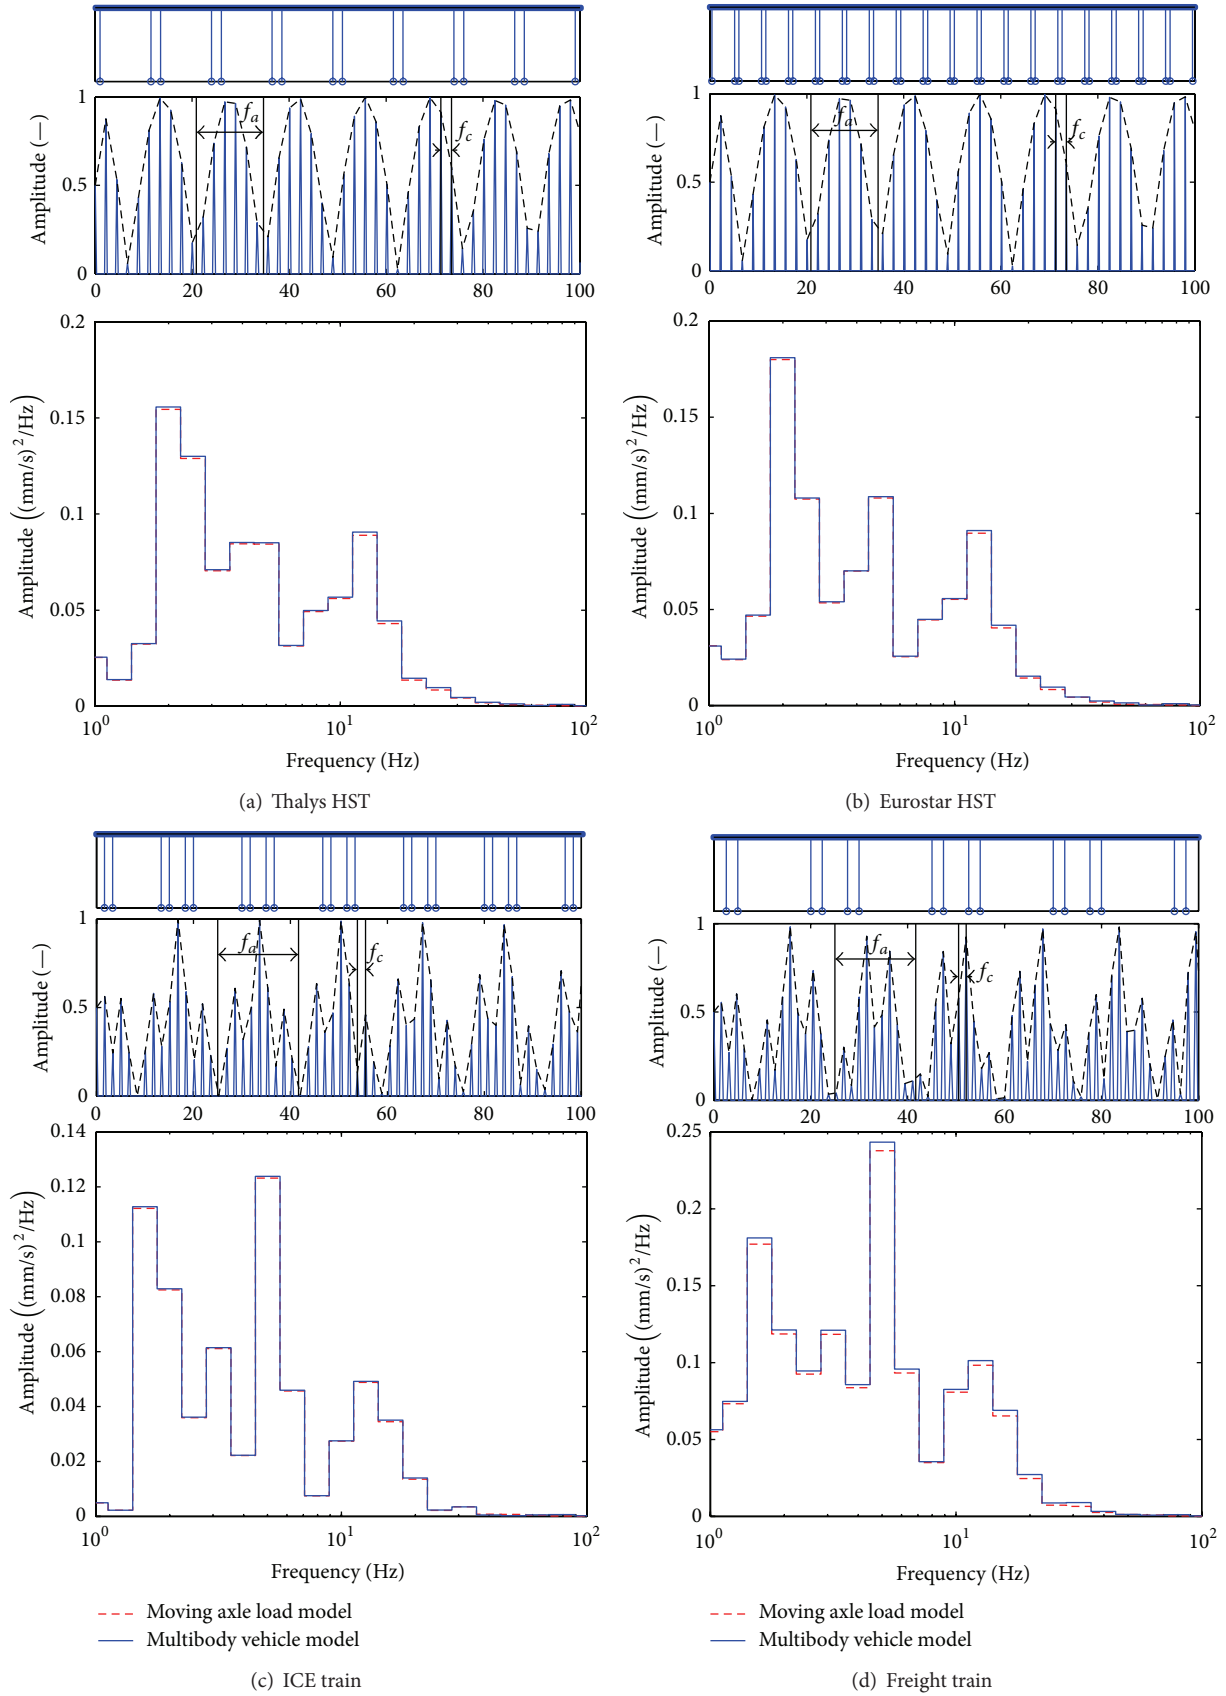 1
0.5
0
Amplitude (—)
f_a
f_c
0 20 40 60 80 100
0.2
0.15
0.1
0.05
0
Amplitude ((mm/s)²/Hz)
10⁰ 10¹ 10²
Frequency (Hz)
(a) Thalys HST
1
0.5
0
Amplitude (—)
f_a
f_c
0 20 40 60 80 100
0.2
0.15
0.1
0.05
0
Amplitude ((mm/s)²/Hz)
10⁰ 10¹ 10²
Frequency (Hz)
(b) Eurostar HST
1
0.5
0
Amplitude (—)
f_a
f_c
0 20 40 60 80 100
0.14
0.12
0.1
0.08
0.06
0.04
0.02
0
Amplitude ((mm/s)²/Hz)
10⁰ 10¹ 10²
Frequency (Hz)
Moving axle load model
Multibody vehicle model
(c) ICE train
1
0.5
0
Amplitude (—)
f_a
f_c
0 20 40 60 80 100
0.25
0.2
0.15
0.1
0.05
0
Amplitude ((mm/s)²/Hz)
10⁰ 10¹ 10²
Frequency (Hz)
Moving axle load model
Multibody vehicle model
(d) Freight train